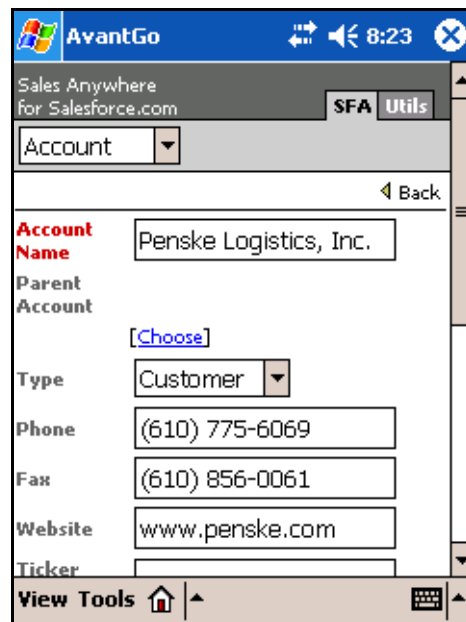 AvantGo 8:23
Sales Anywhere
for Salesforce.com
SFA Utils
Account
Back
Account Name Penske Logistics, Inc.
Parent Account
[Choose]
Type Customer
Phone (610) 775-6069
Fax (610) 856-0061
Website www.penske.com
Ticker
View Tools